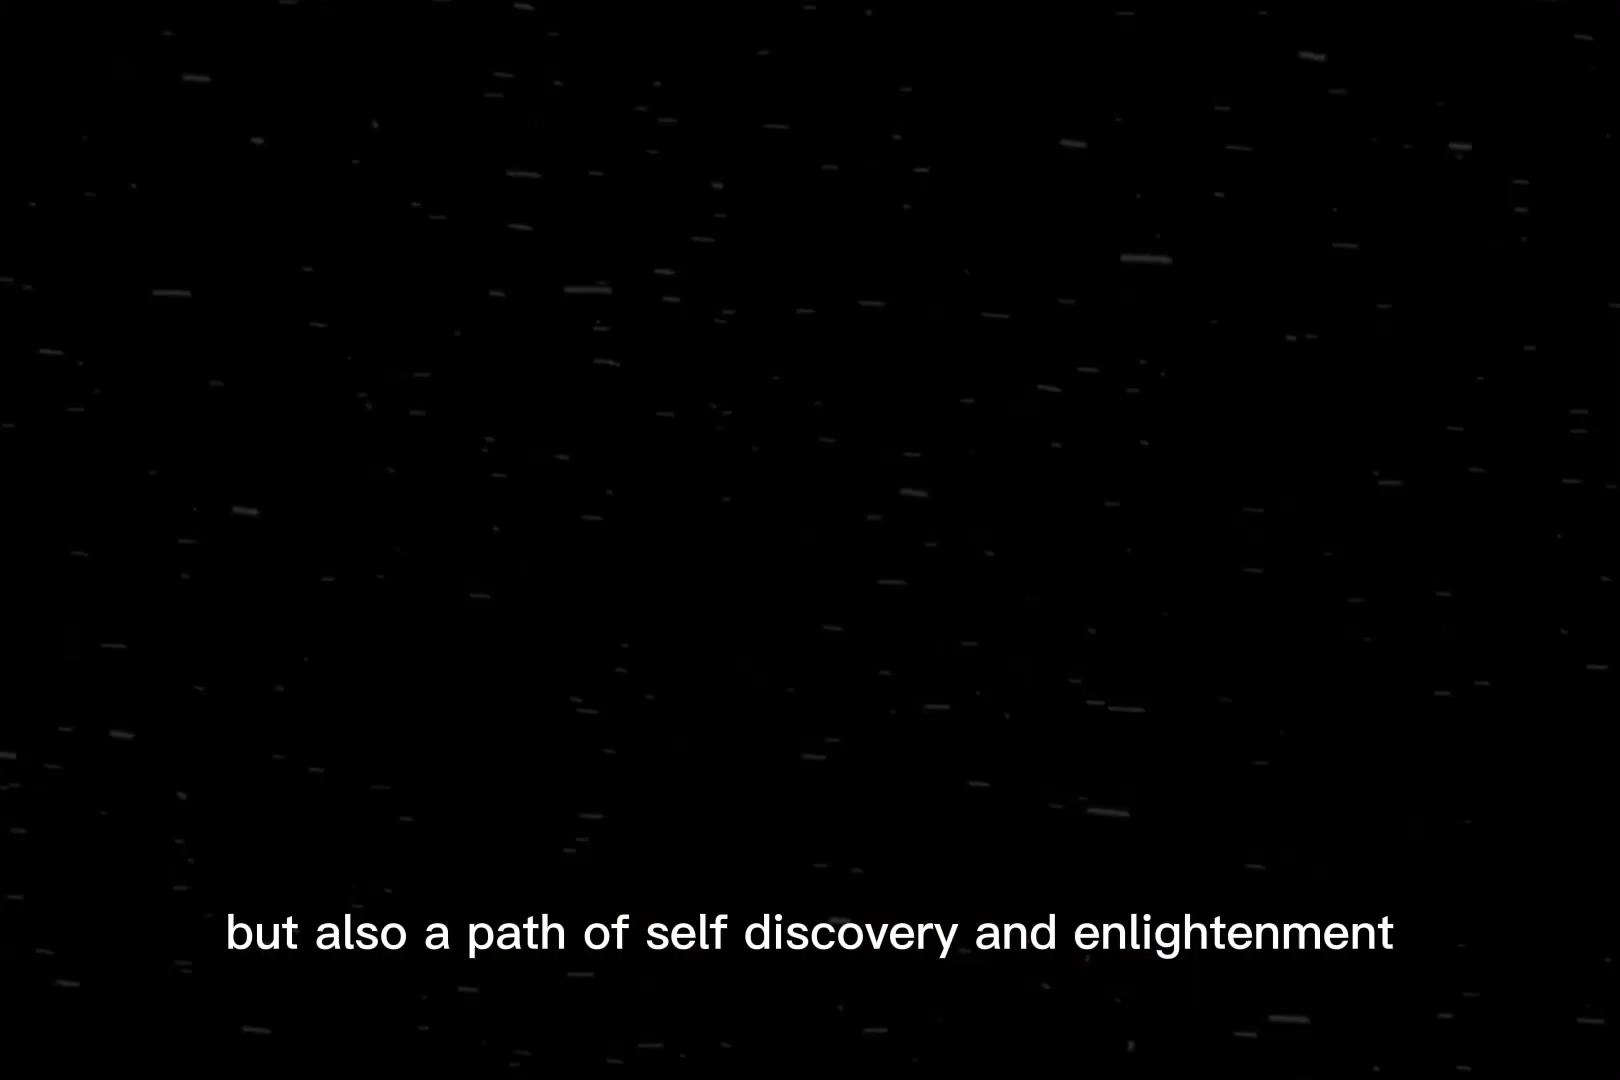 but also a path of self discovery and enlightenment